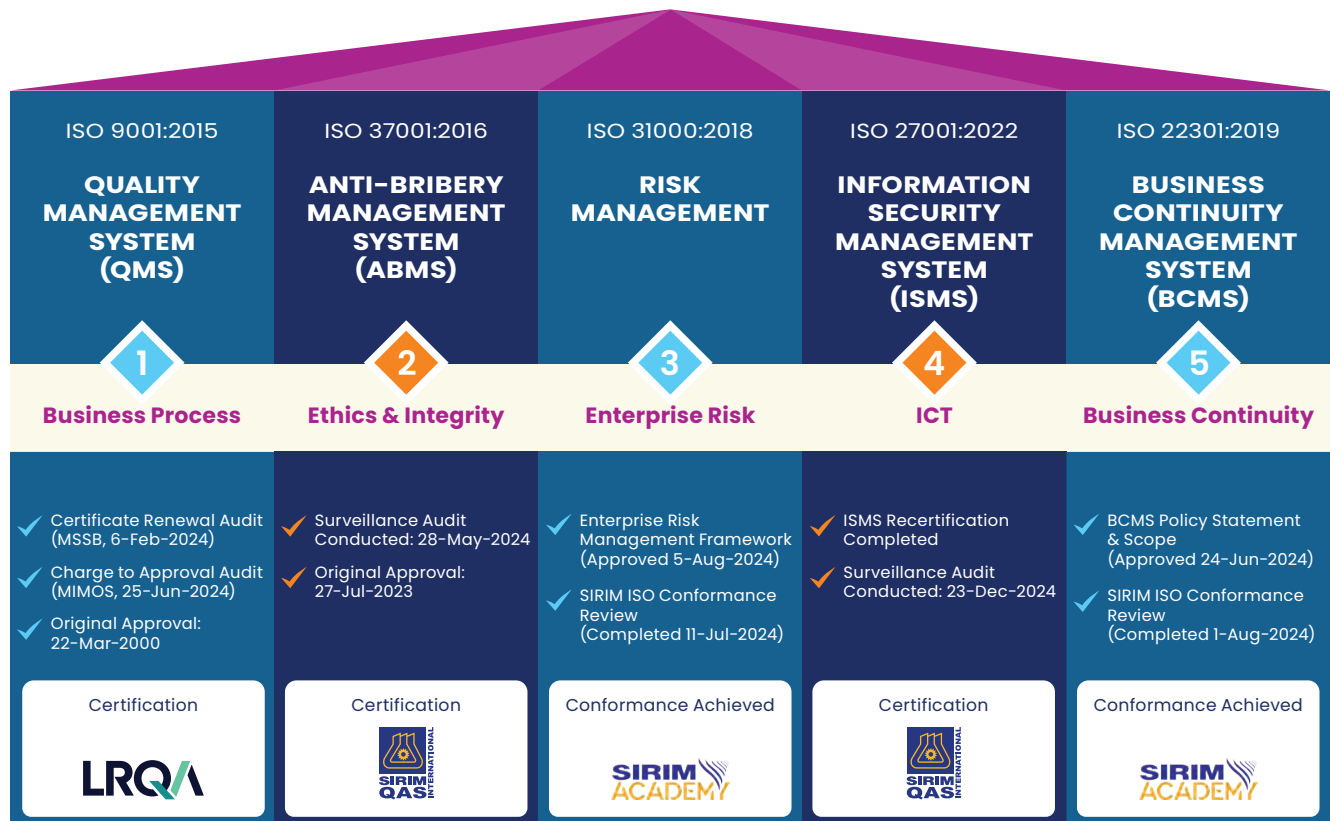 ISO 9001:2015
QUALITY
MANAGEMENT
SYSTEM
(QMS)
1
Business Process
Certificate Renewal Audit
(MSSB, 6-Feb-2024)
Charge to Approval Audit
(MIMOS, 25-Jun-2024)
Original Approval:
22-Mar-2000
Certification
LRQA
ISO 37001:2016
ANTI-BRIBERY
MANAGEMENT
SYSTEM
(ABMS)
2
Ethics & Integrity
Surveillance Audit
Conducted: 28-May-2024
Original Approval:
27-Jul-2023
Certification
SIRIM
QAS
INTERNATIONAL
ISO 31000:2018
RISK
MANAGEMENT
3
Enterprise Risk
Enterprise Risk
Management Framework
(Approved 5-Aug-2024)
SIRIM ISO Conformance
Review
(Completed 11-Jul-2024)
Conformance Achieved
SIRIM
ACADEMY
ISO 27001:2022
INFORMATION
SECURITY
MANAGEMENT
SYSTEM
(ISMS)
4
ICT
ISMS Recertification
Completed
Surveillance Audit
Conducted: 23-Dec-2024
Certification
SIRIM
QAS
INTERNATIONAL
ISO 22301:2019
BUSINESS
CONTINUITY
MANAGEMENT
SYSTEM
(BCMS)
5
Business Continuity
BCMS Policy Statement
& Scope
(Approved 24-Jun-2024)
SIRIM ISO Conformance
Review
(Completed 1-Aug-2024)
Conformance Achieved
SIRIM
ACADEMY